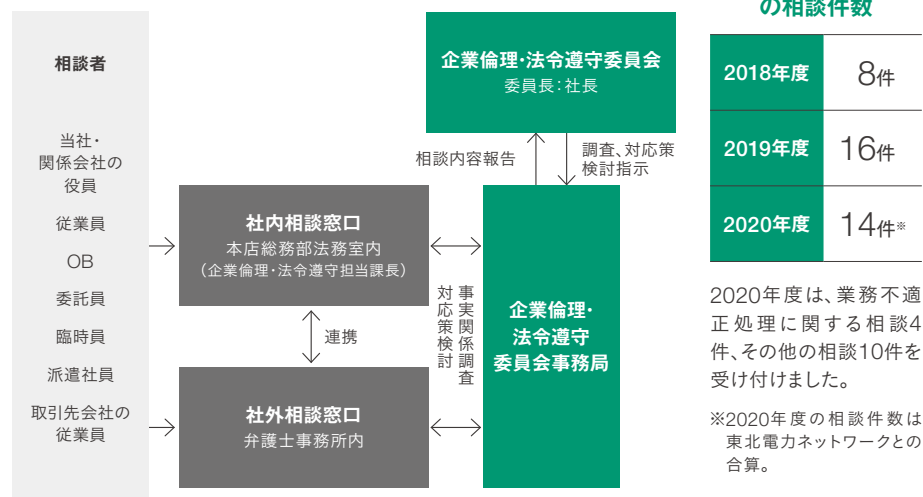 相談者
当社・
関係会社の
役員
従業員
OB
委託員
臨時員
派遣社員
取引先会社の
従業員
企業倫理・法令遵守委員会
委員長：社長
相談内容報告
調査、対応策
検討指示
社内相談窓口
本店総務部法務室内
（企業倫理・法令遵守担当課長）
連携
社外相談窓口
弁護士事務所内
事実関係調査
対応策検討
企業倫理・
法令遵守
委員会事務局
の相談件数
2018年度 8件
2019年度 16件
2020年度 14件※
2020年度は、業務不適
正処理に関する相談4
件、その他の相談10件を
受け付けました。
※2020年度の相談件数は
東北電力ネットワークとの
合算。